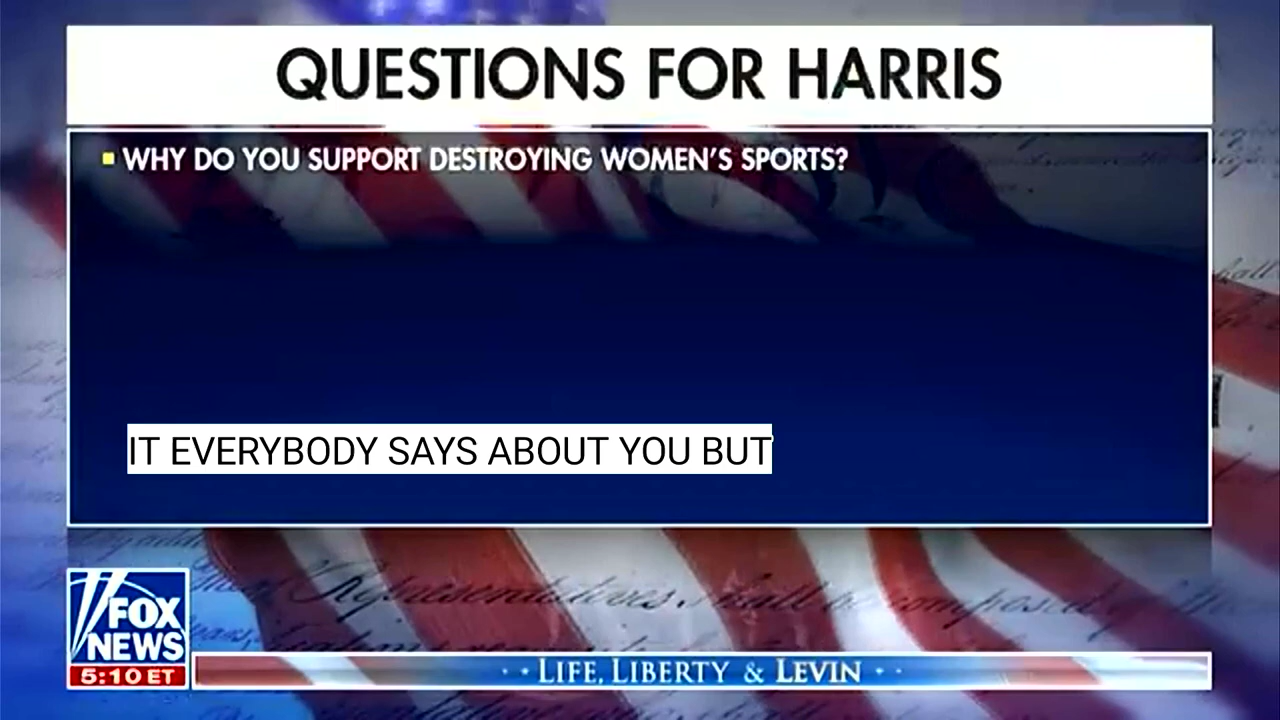 QUESTIONS FOR HARRIS
WHY DO YOU SUPPORT DESTROYING WOMEN'S SPORTS?
IT EVERYBODY SAYS ABOUT YOU BUT
FOX
NEWS
5:10 ET
LIFE, LIBERTY & LEVIN